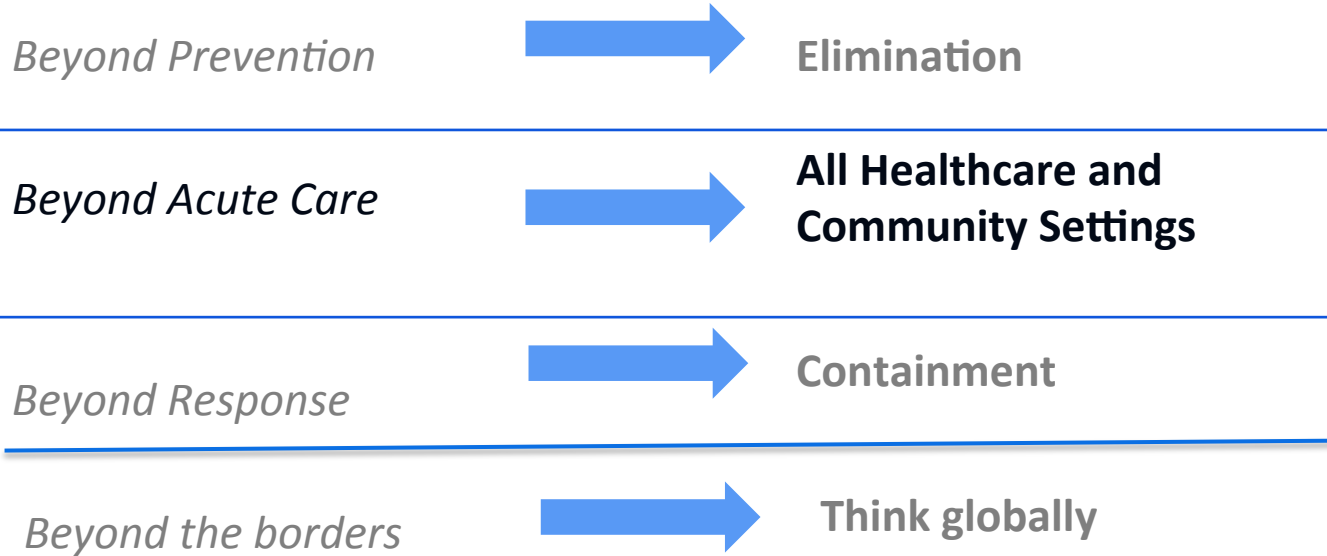 Beyond Prevention
Elimination
Beyond Acute Care
All Healthcare and
Community Settings
Beyond Response
Containment
Beyond the borders
Think globally